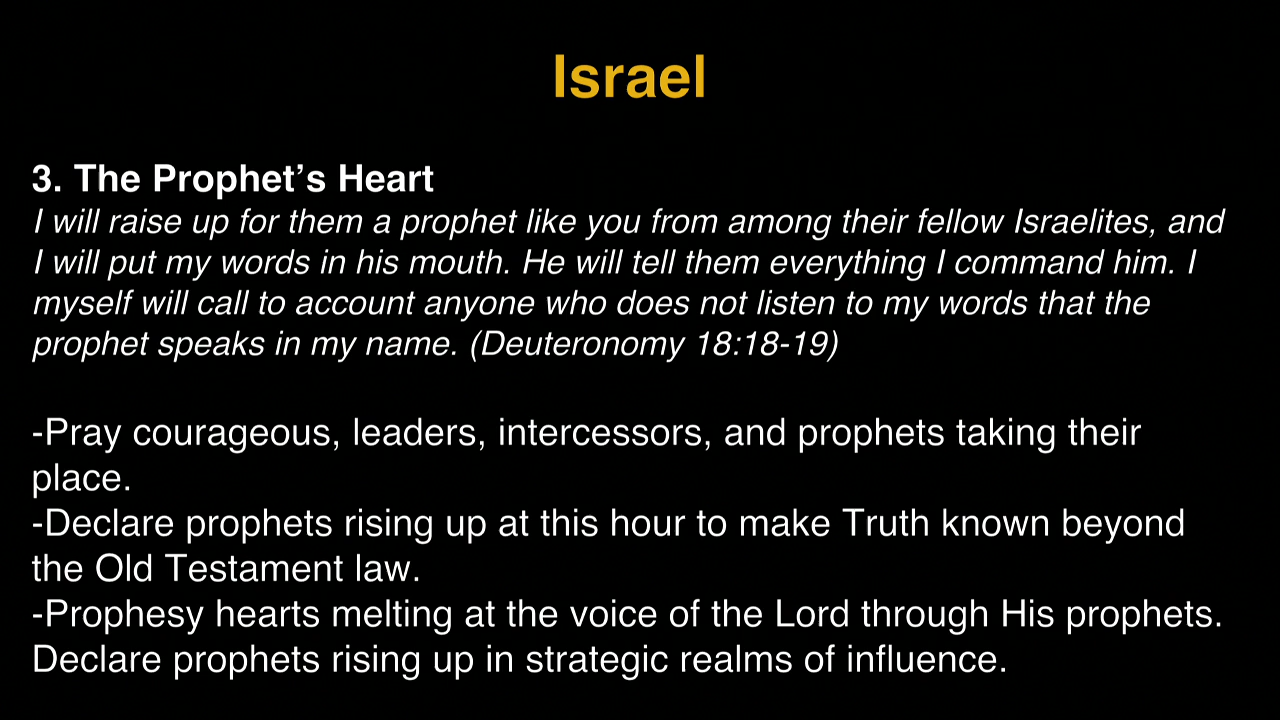 Israel
3. The Prophet’s Heart
I will raise up for them a prophet like you from among their fellow Israelites, and
I will put my words in his mouth. He will tell them everything I command him. I
myself will call to account anyone who does not listen to my words that the
prophet speaks in my name. (Deuteronomy 18:18-19)
-Pray courageous, leaders, intercessors, and prophets taking their
place.
-Declare prophets rising up at this hour to make Truth known beyond
the Old Testament law.
-Prophesy hearts melting at the voice of the Lord through His prophets.
Declare prophets rising up in strategic realms of influence.